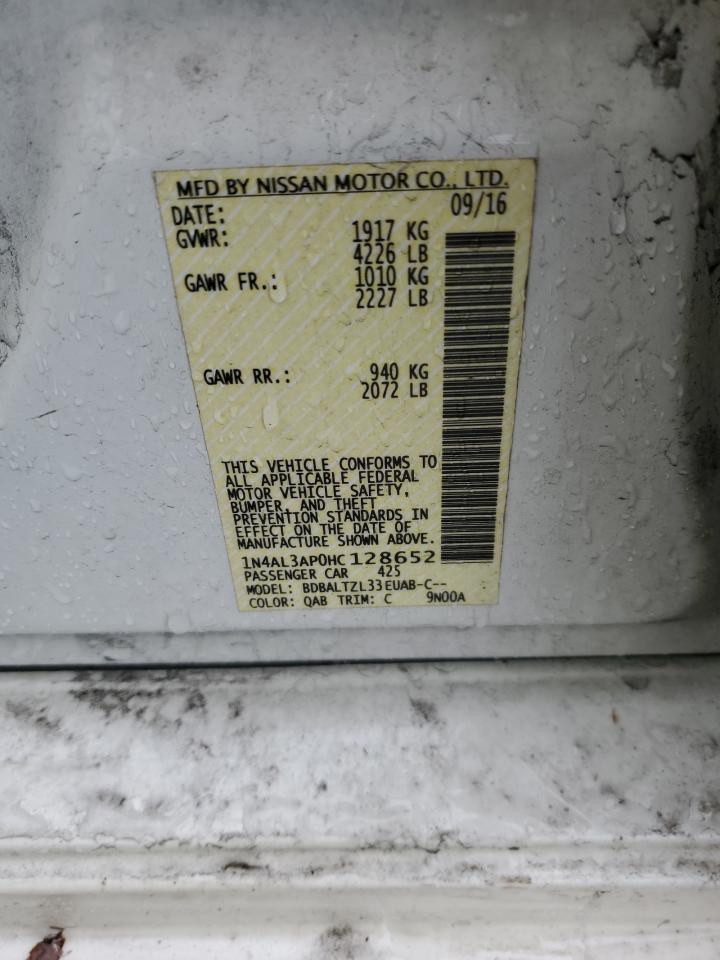 MFD BY NISSAN MOTOR CO., LTD.
DATE: 09/16
GVWR: 1917 KG
4226 LB
GAWR FR.: 1010 KG
2227 LB
GAWR RR.: 940 KG
2072 LB
THIS VEHICLE CONFORMS TO
ALL APPLICABLE FEDERAL
MOTOR VEHICLE SAFETY,
BUMPER, AND THEFT
PREVENTION STANDARDS IN
EFFECT ON THE DATE OF
MANUFACTURE SHOWN ABOVE.
1N4AL3AP0HC128652
PASSENGER CAR 425
MODEL: BDBALTZL33EUAB-C--
COLOR: QAB TRIM: C 9N00A